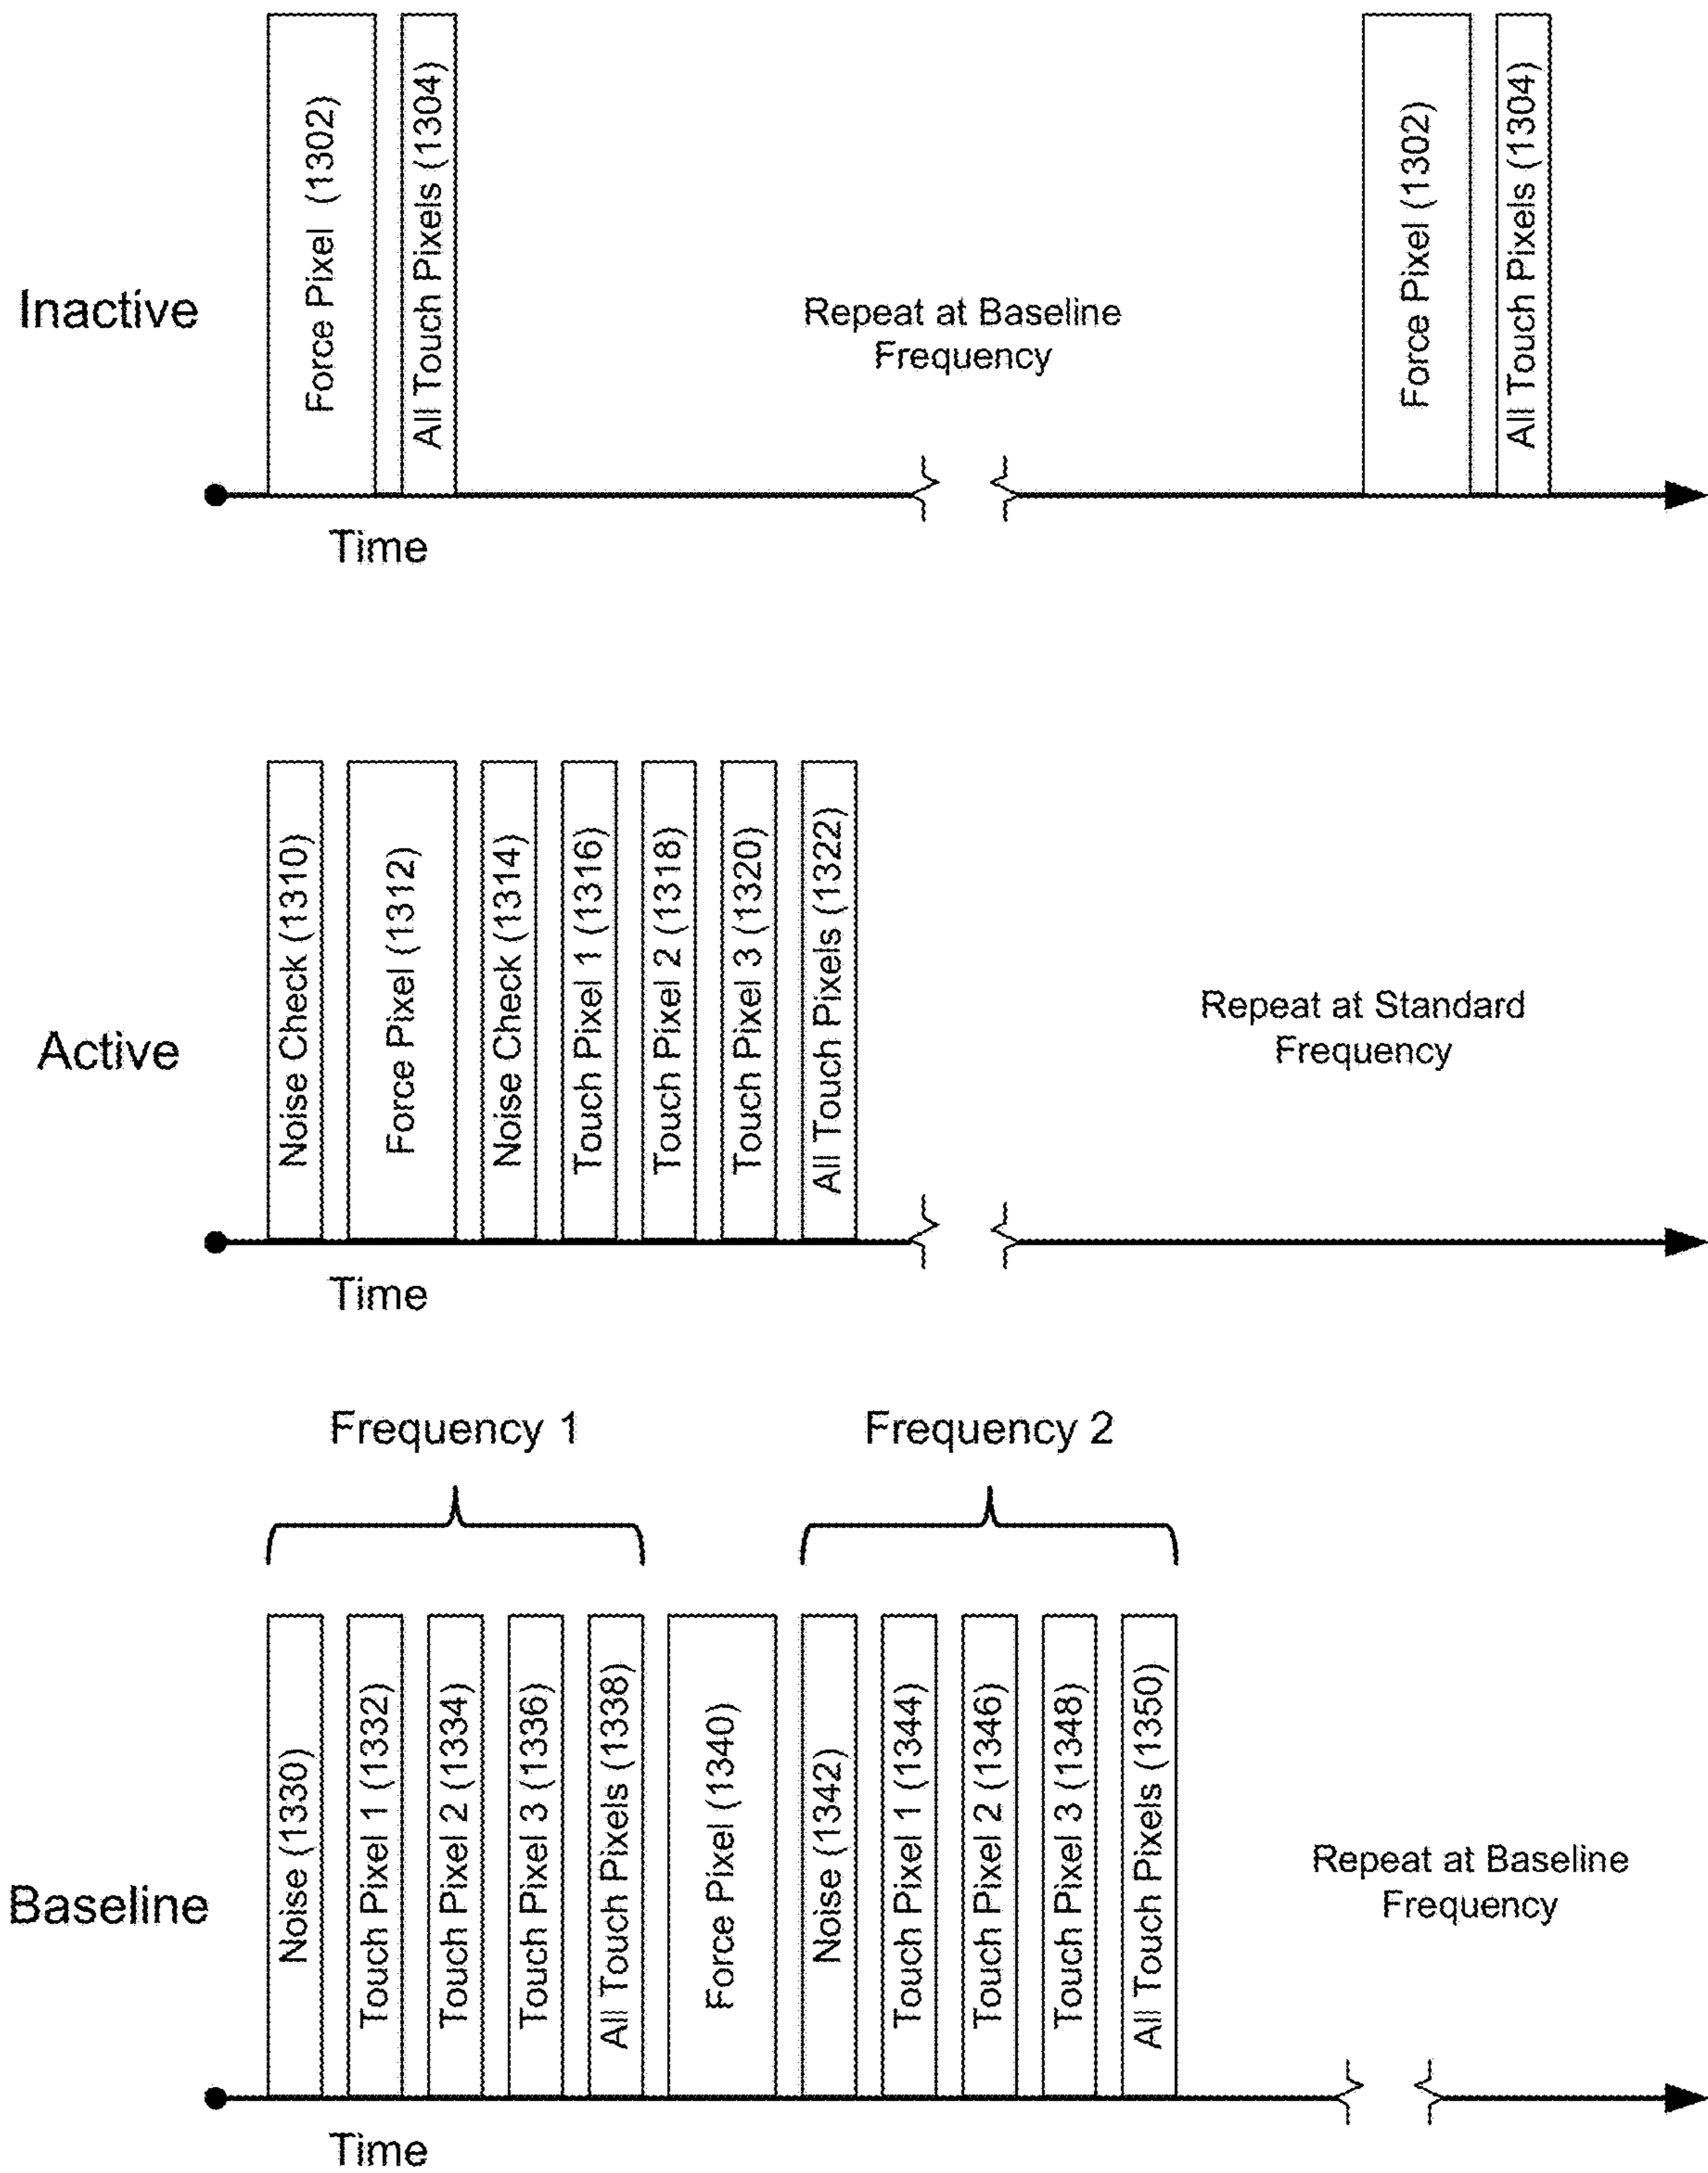 Inactive
Force Pixel (1302)
All Touch Pixels (1304)
Repeat at Baseline
Frequency
Force Pixel (1302)
All Touch Pixels (1304)
Time
Active
Noise Check (1310)
Force Pixel (1312)
Noise Check (1314)
Touch Pixel 1 (1316)
Touch Pixel 2 (1318)
Touch Pixel 3 (1320)
All Touch Pixels (1322)
Repeat at Standard
Frequency
Time
Frequency 1
Frequency 2
Baseline
Noise (1330)
Touch Pixel 1 (1332)
Touch Pixel 2 (1334)
Touch Pixel 3 (1336)
All Touch Pixels (1338)
Force Pixel (1340)
Noise (1342)
Touch Pixel 1 (1344)
Touch Pixel 2 (1346)
Touch Pixel 3 (1348)
All Touch Pixels (1350)
Repeat at Baseline
Frequency
Time